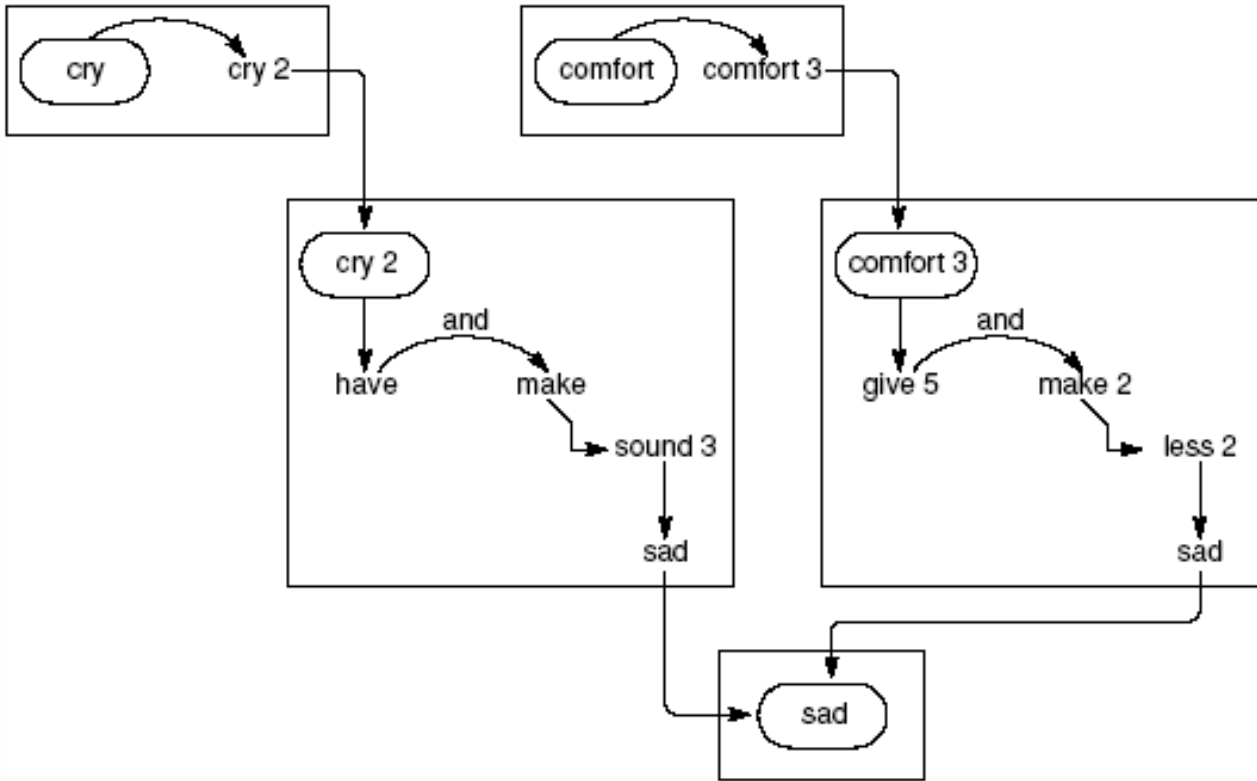 cry cry 2 comfort comfort 3
cry 2 comfort 3
and and
have make give 5 make 2
sound 3 less 2
sad sad
sad